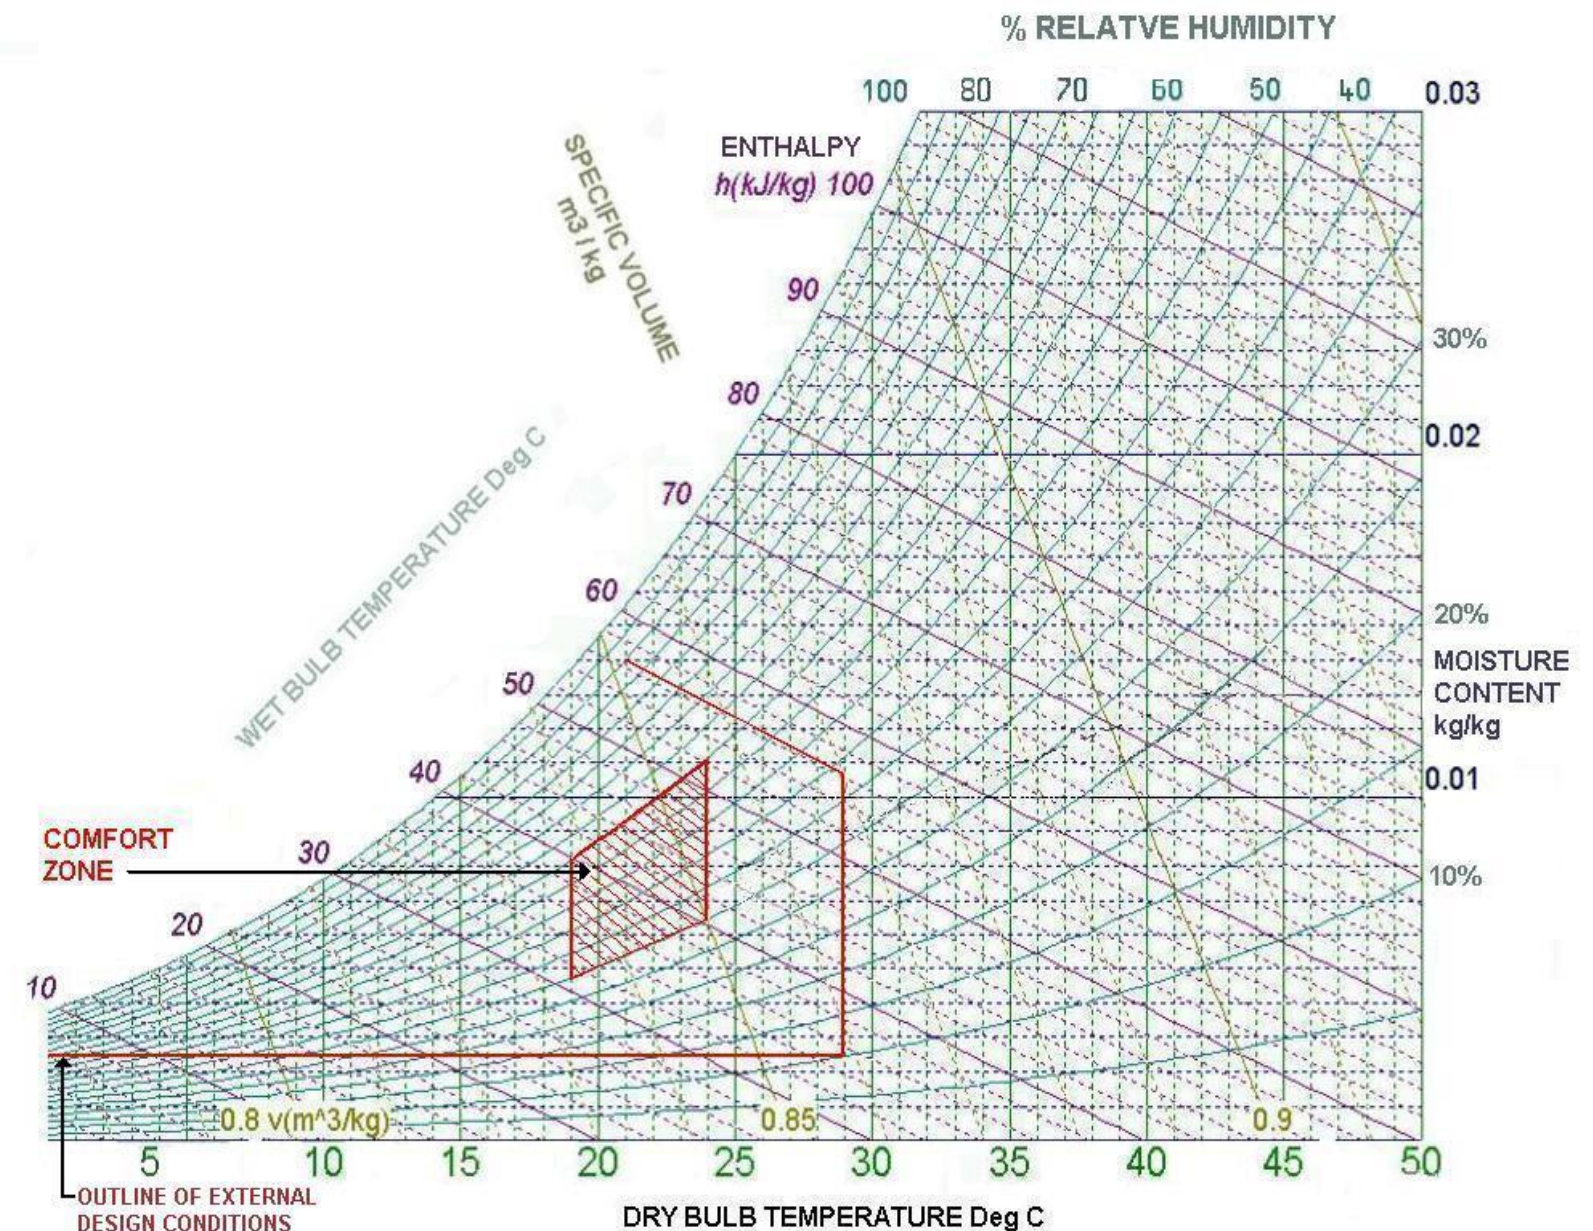 % RELATVE HUMIDITY
100 80 70 60 50 40 0.03
ENTHALPY
h(kJ/kg) 100
SPECIFIC VOLUME
m3 / kg
90
30%
80
0.02
WET BULB TEMPERATURE Deg C
70
60
20%
MOISTURE
CONTENT
kg/kg
50
40
0.01
COMFORT
ZONE
30
10%
20
10
0.8 v(m^3/kg)
0.85
0.9
5 10 15 20 25 30 35 40 45 50
OUTLINE OF EXTERNAL
DESIGN CONDITIONS
DRY BULB TEMPERATURE Deg C